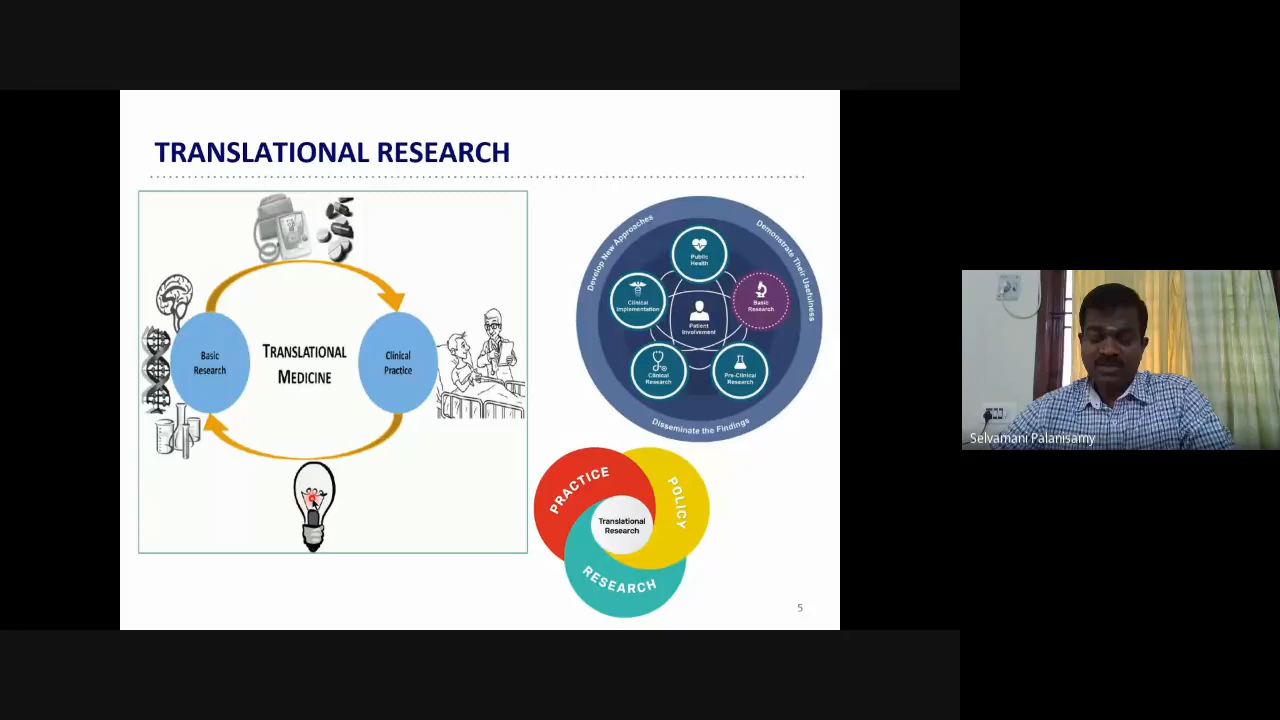 TRANSLATIONAL RESEARCH
Basic
Research
TRANSLATIONAL
MEDICINE
Clinical
Practice
Develop New Approaches
Demonstrate Their Usefulness
Disseminate the Findings
Public
Health
Clinical
Implementation
Basic
Research
Patient
Involvement
Clinical
Research
Pre-Clinical
Research
PRACTICE
POLICY
Translational
Research
RESEARCH
5
Selvamani Palanisamy